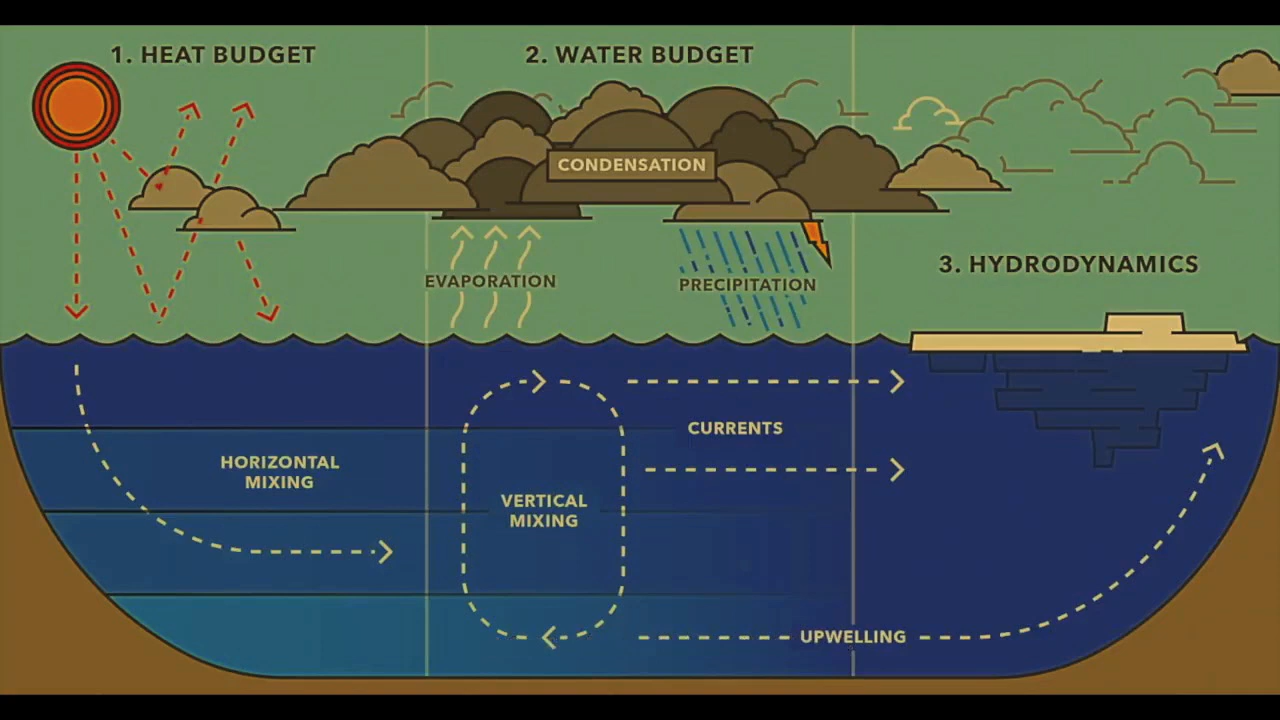 1. HEAT BUDGET
2. WATER BUDGET
CONDENSATION
EVAPORATION
PRECIPITATION
3. HYDRODYNAMICS
CURRENTS
HORIZONTAL
MIXING
VERTICAL
MIXING
UPWELLING